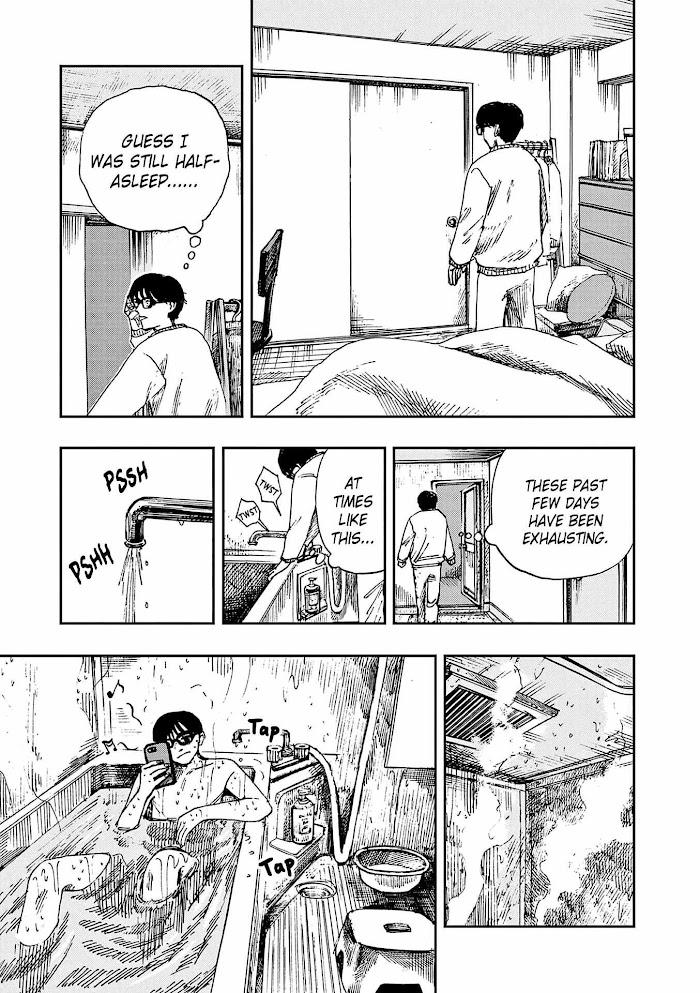 GUESS I
WAS STILL HALF-
ASLEEP......
THESE PAST
FEW DAYS
HAVE BEEN
EXHAUSTING.
AT
TIMES
LIKE
THIS...
TWST
TWST
PSSH
PSHH
Tap
Tap